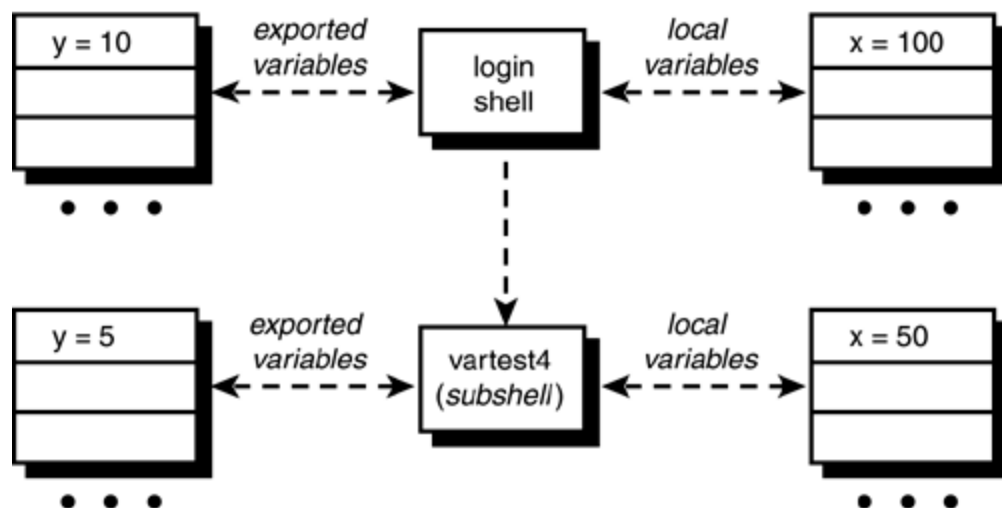 y = 10
exported
variables
login
shell
local
variables
x = 100
y = 5
exported
variables
vartest4
(subshell)
local
variables
x = 50